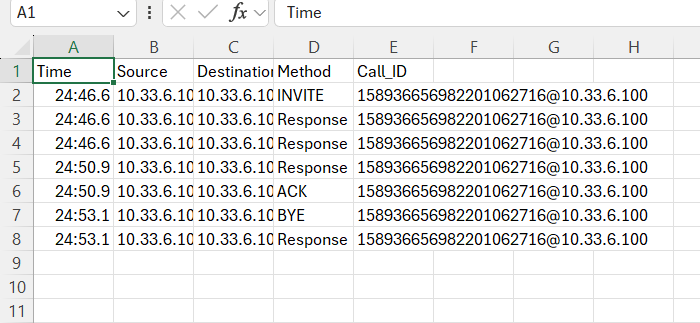 A1 fx Time
A B C D E F G H
1 Time Source Destination Method Call_ID
2 24:46.6 10.33.6.10 10.33.6.10 INVITE 158936656982201062716@10.33.6.100
3 24:46.6 10.33.6.10 10.33.6.10 Response 158936656982201062716@10.33.6.100
4 24:46.6 10.33.6.10 10.33.6.10 Response 158936656982201062716@10.33.6.100
5 24:50.9 10.33.6.10 10.33.6.10 Response 158936656982201062716@10.33.6.100
6 24:50.9 10.33.6.10 10.33.6.10 ACK 158936656982201062716@10.33.6.100
7 24:53.1 10.33.6.10 10.33.6.10 BYE 158936656982201062716@10.33.6.100
8 24:53.1 10.33.6.10 10.33.6.10 Response 158936656982201062716@10.33.6.100
9
10
11